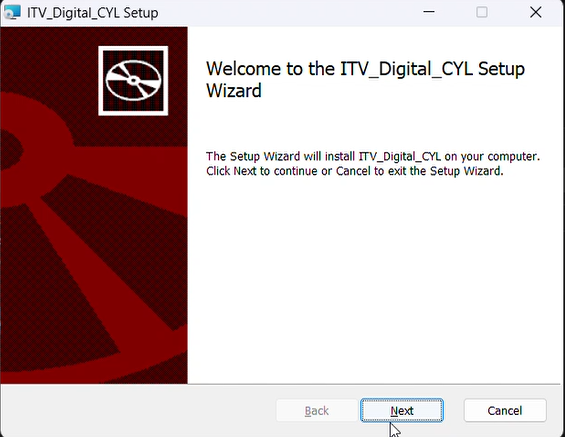 ITV_Digital_CYL Setup
Welcome to the ITV_Digital_CYL Setup
Wizard
The Setup Wizard will install ITV_Digital_CYL on your computer.
Click Next to continue or Cancel to exit the Setup Wizard.
Back Next Cancel